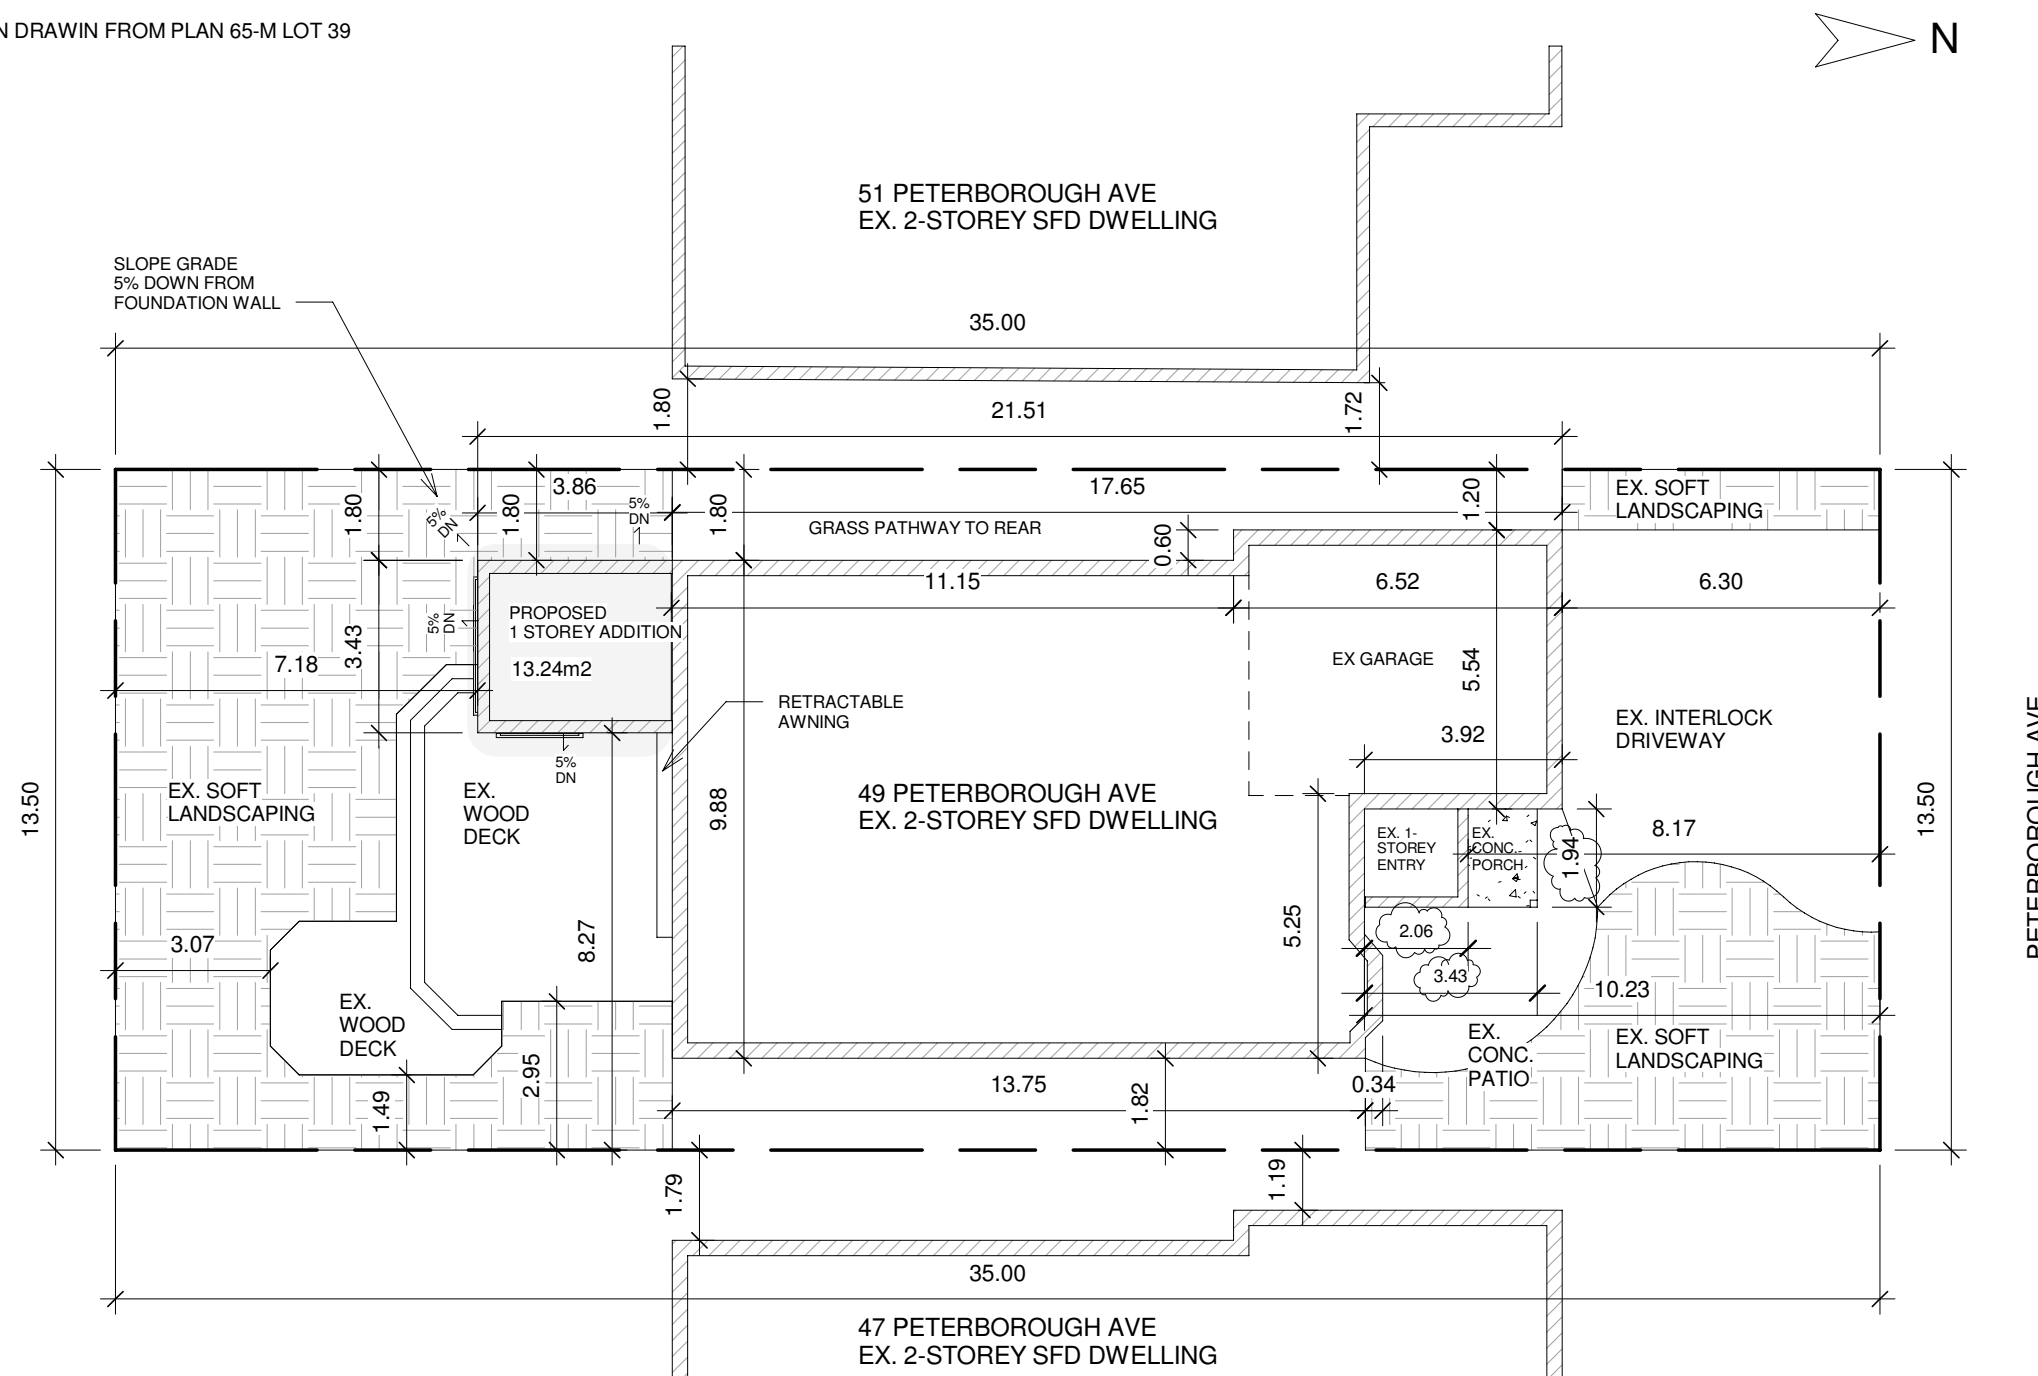 N DRAWIN FROM PLAN 65-M LOT 39
N
51 PETERBOROUGH AVE
EX. 2-STOREY SFD DWELLING
SLOPE GRADE
5% DOWN FROM
FOUNDATION WALL
35.00
1.80
21.51
1.72
1.80
5%
DN
1.80
3.86
5%
DN
1.80
17.65
GRASS PATHWAY TO REAR
0.60
1.20
EX. SOFT
LANDSCAPING
11.15
6.52
6.30
PROPOSED
1 STOREY ADDITION
13.24m2
5%
DN
3.43
7.18
EX GARAGE
5.54
3.92
RETRACTABLE
AWNING
EX. INTERLOCK
DRIVEWAY
PETERBOROUGH AVE
5%
DN
13.50
EX. SOFT
LANDSCAPING
EX.
WOOD
DECK
9.88
49 PETERBOROUGH AVE
EX. 2-STOREY SFD DWELLING
EX. 1-
STOREY
ENTRY
EX.
CONC.
PORCH
1.94
8.17
13.50
3.07
8.27
5.25
2.06
3.43
10.23
EX.
WOOD
DECK
EX.
CONC.
PATIO
EX. SOFT
LANDSCAPING
1.49
2.95
13.75
1.82
0.34
1.79
1.19
35.00
47 PETERBOROUGH AVE
EX. 2-STOREY SFD DWELLING